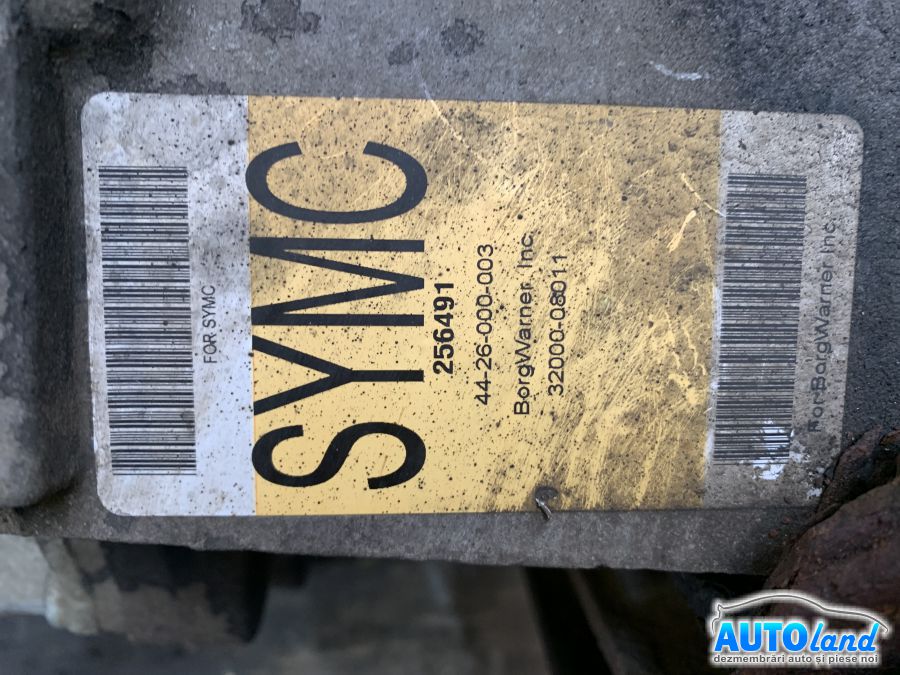 FOR SYMC
SYMC
256491
44-26-000-003
BorgWarner Inc.
32000-08011
For BorgWarner Inc.
AUTOland
dezmembrări auto și piese noi